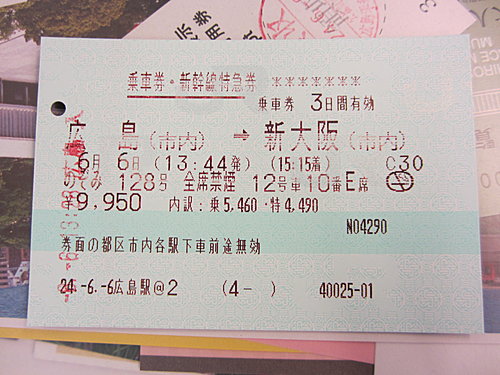 乗車券・新幹線特急券 *******
乗車券 3日間有効
広島(市内) → 新大阪(市内)
6月 6日(13:44発) (15:15着) C30
のぞみ 128号 全席禁煙 12号車10番E席
¥9,950 内訳:乗5,460・特4,490
N04290
券面の都区市内各駅下車前途無効
24.-6.-6広島駅@2 (4- ) 40025-01